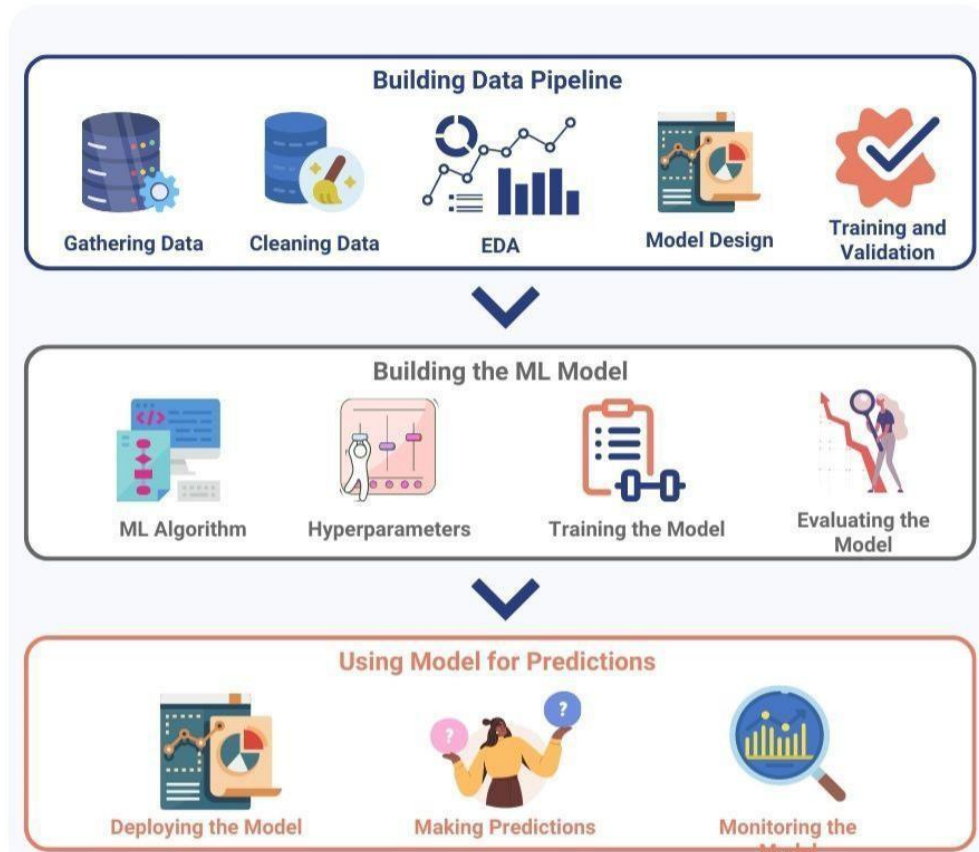 Building Data Pipeline
Gathering Data
Cleaning Data
EDA
Model Design
Training and
Validation
Building the ML Model
</>
ML Algorithm
Hyperparameters
Training the Model
Evaluating the
Model
Using Model for Predictions
?
?
Deploying the Model
Making Predictions
Monitoring the